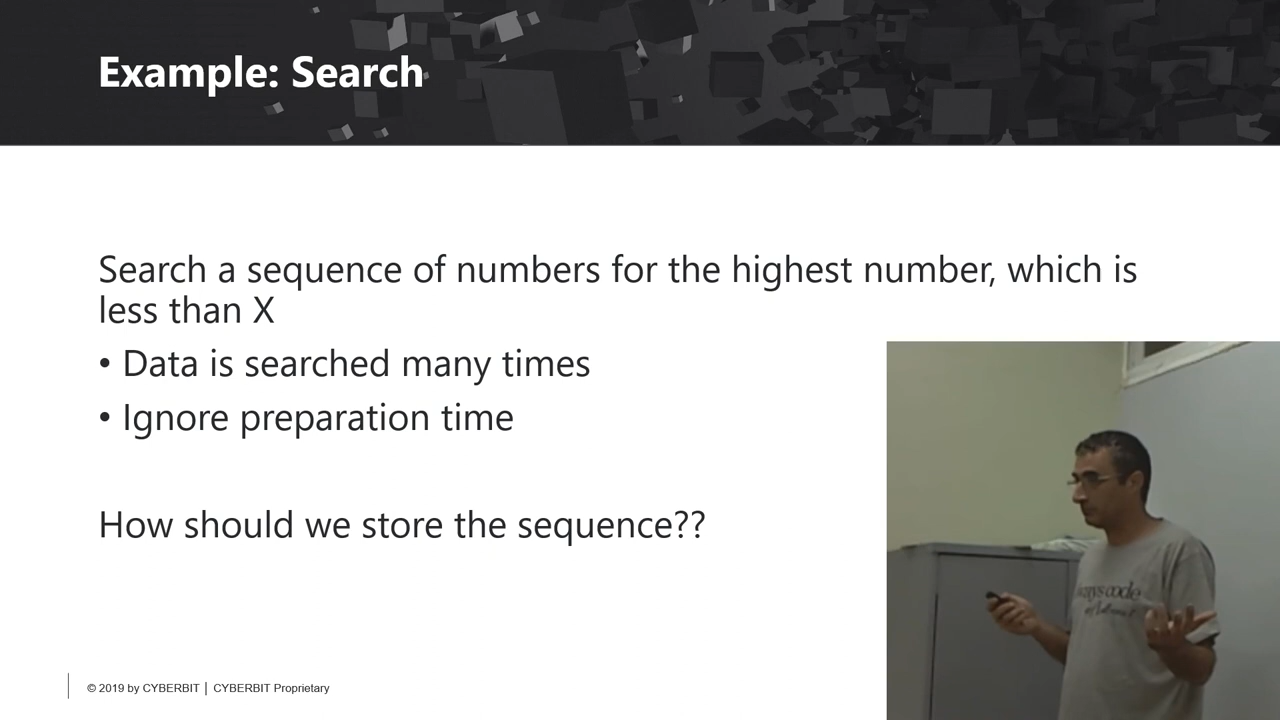 Example: Search
Search a sequence of numbers for the highest number, which is
less than X
• Data is searched many times
• Ignore preparation time
How should we store the sequence??
code
© 2019 by CYBERBIT │ CYBERBIT Proprietary